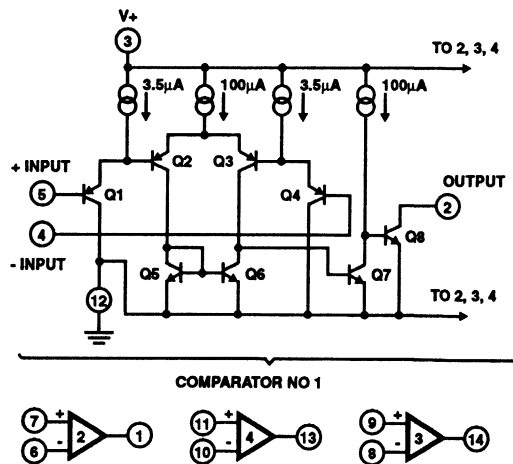 V+
3
TO 2, 3, 4
3.5μA 100μA 3.5μA 100μA
Q2 Q3
+ INPUT
5 Q1 Q4 OUTPUT
2
4 Q8
- INPUT
Q5 Q6 Q7
12 TO 2, 3, 4
COMPARATOR NO 1
7 + 2 1 11 + 4 13 9 + 3 14
6 - 10 - 8 -